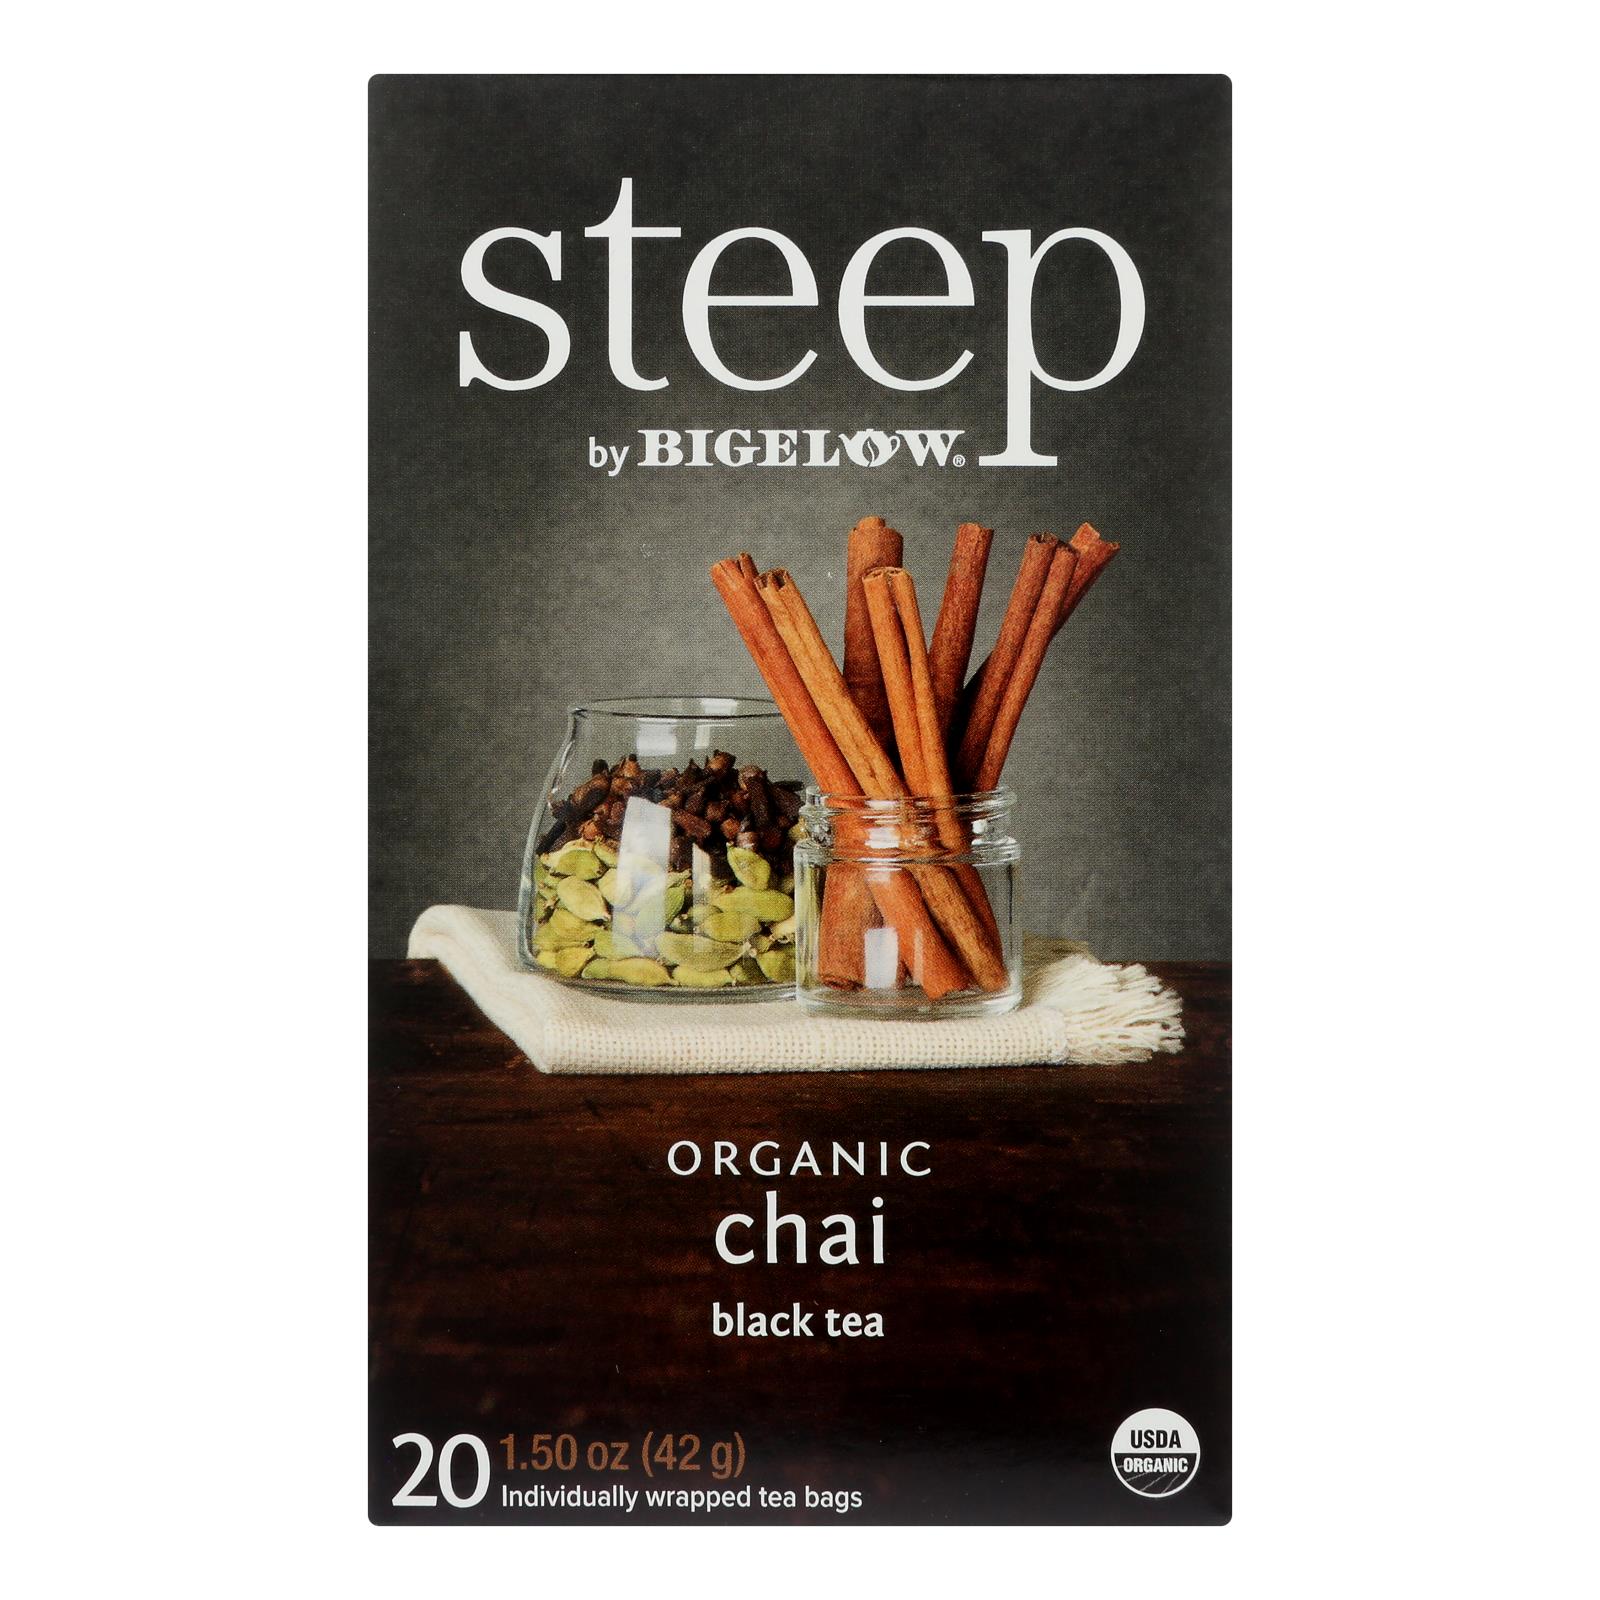 steep
by BIGELOW®
ORGANIC
chai
black tea
20 1.50 oz (42 g)
Individually wrapped tea bags
USDA
ORGANIC